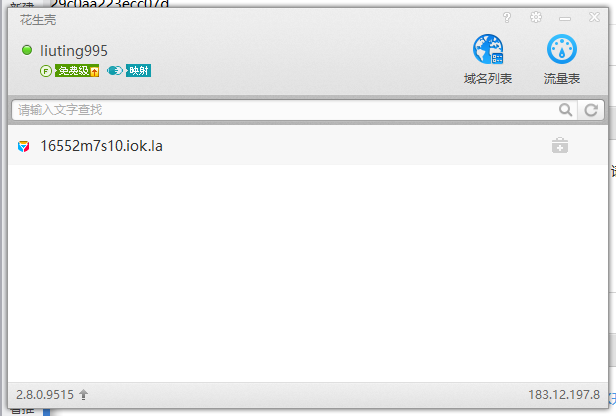 新建
29c0aa223ecc07d
花生壳
liuting995
免费级
映射
域名列表
流量表
请输入文字查找
16552m7s10.iok.la
2.8.0.9515
183.12.197.8